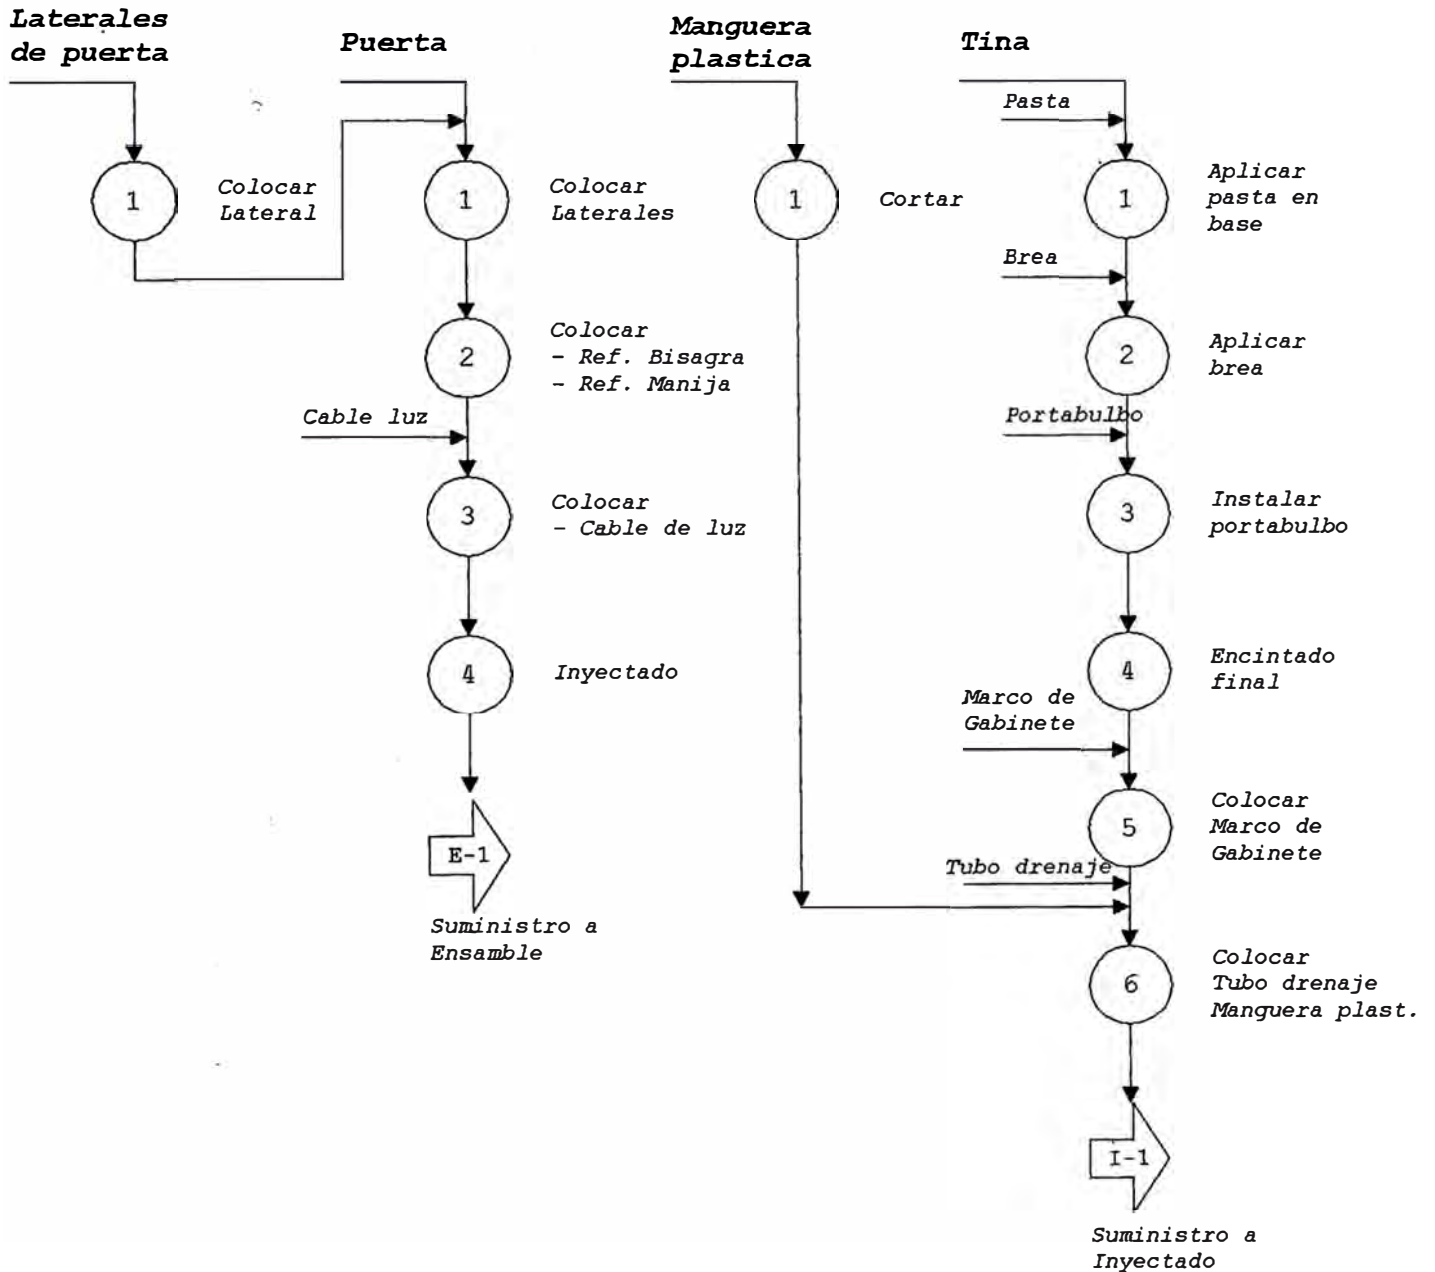 Laterales
de puerta
1
Colocar
Lateral
Puerta
1
Colocar
Laterales
2
Colocar
- Ref. Bisagra
- Ref. Manija
Cable luz
3
Colocar
- Cable de luz
4
Inyectado
E-1
Suministro a
Ensamble
Manguera
plastica
1
Cortar
Tina
Pasta
1
Aplicar
pasta en
base
Brea
2
Aplicar
brea
Portabulbo
3
Instalar
portabulbo
4
Encintado
final
Marco de
Gabinete
5
Colocar
Marco de
Gabinete
Tubo drenaje
6
Colocar
Tubo drenaje
Manguera plast.
I-1
Suministro a
Inyectado